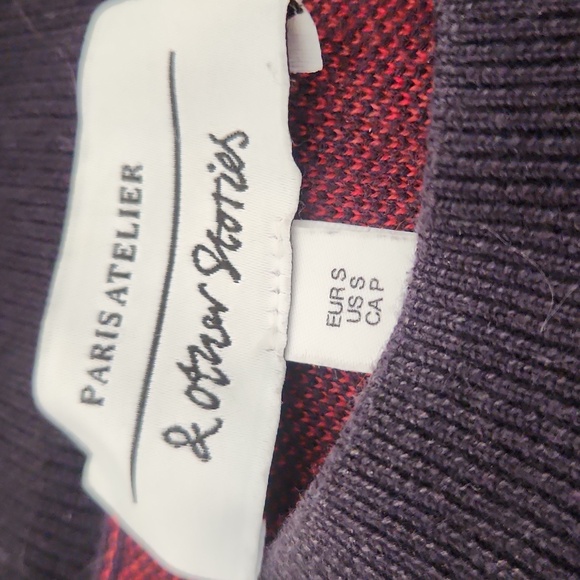 PARIS ATELIER
& other Stories
EUR S
US S
CA P